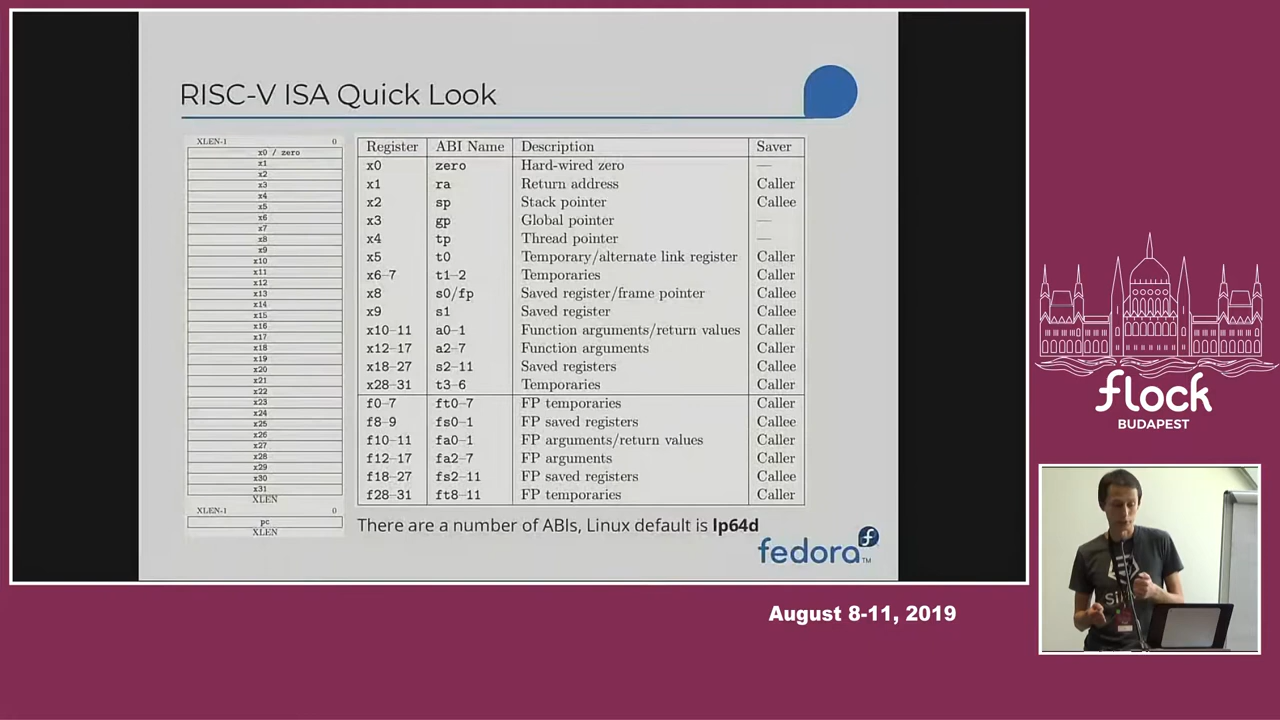 RISC-V ISA Quick Look
XLEN-1 0
x0 / zero
x1
x2
x3
x4
x5
x6
x7
x8
x9
x10
x11
x12
x13
x14
x15
x16
x17
x18
x19
x20
x21
x22
x23
x24
x25
x26
x27
x28
x29
x30
x31
XLEN
XLEN-1 0
pc
XLEN
Register ABI Name Description Saver
x0 zero Hard-wired zero —
x1 ra Return address Caller
x2 sp Stack pointer Callee
x3 gp Global pointer —
x4 tp Thread pointer —
x5 t0 Temporary/alternate link register Caller
x6–7 t1–2 Temporaries Caller
x8 s0/fp Saved register/frame pointer Callee
x9 s1 Saved register Callee
x10–11 a0–1 Function arguments/return values Caller
x12–17 a2–7 Function arguments Caller
x18–27 s2–11 Saved registers Callee
x28–31 t3–6 Temporaries Caller
f0–7 ft0–7 FP temporaries Caller
f8–9 fs0–1 FP saved registers Callee
f10–11 fa0–1 FP arguments/return values Caller
f12–17 fa2–7 FP arguments Caller
f18–27 fs2–11 FP saved registers Callee
f28–31 ft8–11 FP temporaries Caller
There are a number of ABIs, Linux default is lp64d
fedora™
flock
BUDAPEST
August 8-11, 2019